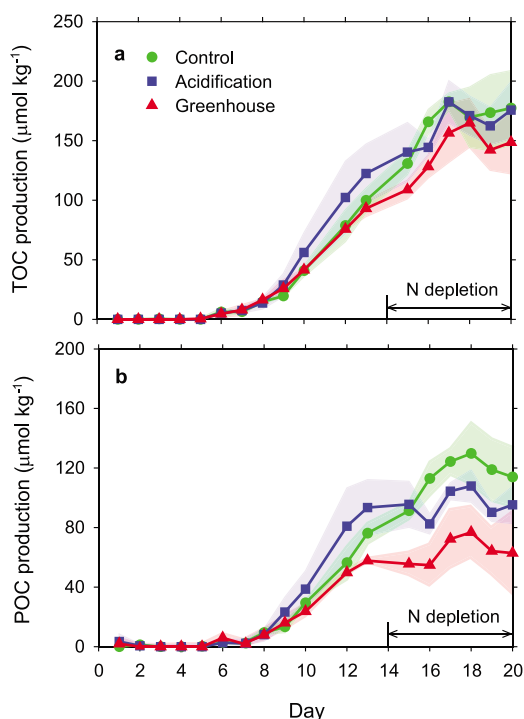 250
200
150
100
50
0
TOC production (µmol kg-1)
a
Control
Acidification
Greenhouse
N depletion
200
160
120
80
40
0
POC production (µmol kg-1)
b
N depletion
0 2 4 6 8 10 12 14 16 18 20
Day